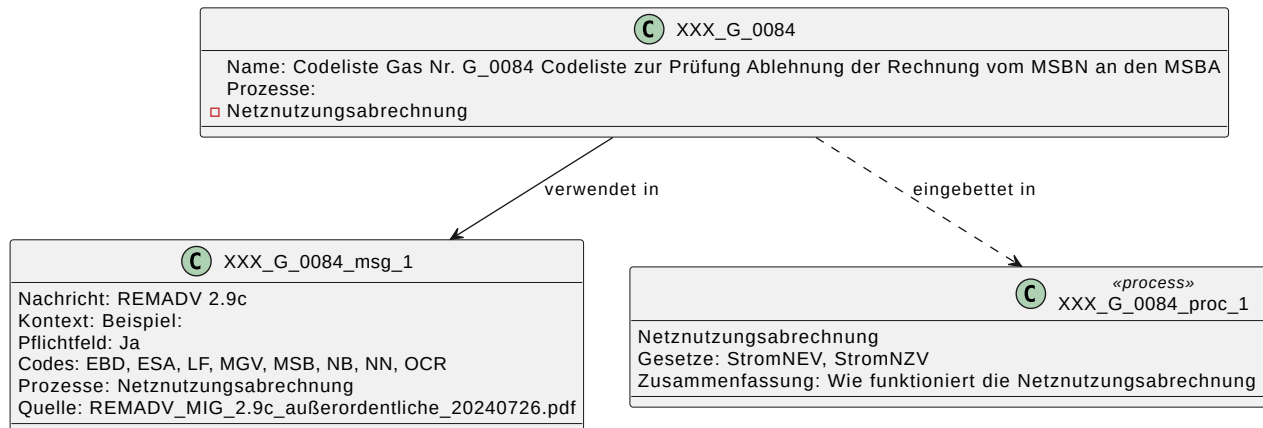 C XXX_G_0084
Name: Codeliste Gas Nr. G_0084 Codeliste zur Prüfung Ablehnung der Rechnung vom MSBN an den MSBA
Prozesse:
Netznutzungsabrechnung
verwendet in
eingebettet in
C XXX_G_0084_msg_1
Nachricht: REMADV 2.9c
Kontext: Beispiel:
Pflichtfeld: Ja
Codes: EBD, ESA, LF, MGV, MSB, NB, NN, OCR
Prozesse: Netznutzungsabrechnung
Quelle: REMADV_MIG_2.9c_außerordentliche_20240726.pdf
«process»
C XXX_G_0084_proc_1
Netznutzungsabrechnung
Gesetze: StromNEV, StromNZV
Zusammenfassung: Wie funktioniert die Netznutzungsabrechnung